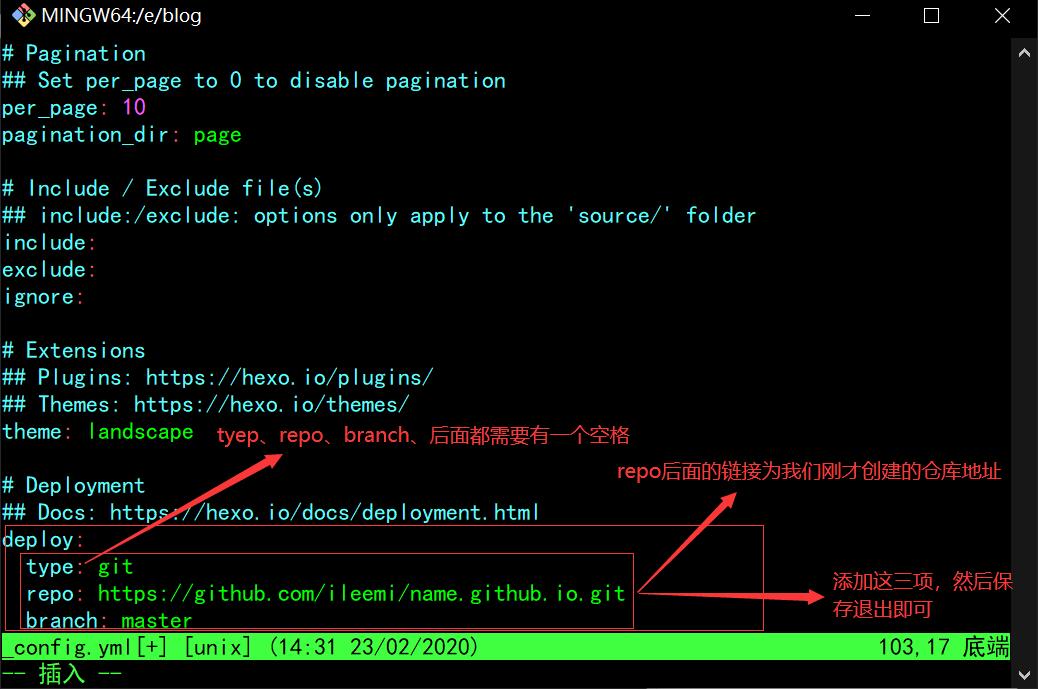 MINGW64:/e/blog
# Pagination
## Set per_page to 0 to disable pagination
per_page: 10
pagination_dir: page
# Include / Exclude file(s)
## include:/exclude: options only apply to the 'source/' folder
include:
exclude:
ignore:
# Extensions
## Plugins: https://hexo.io/plugins/
## Themes: https://hexo.io/themes/
theme: landscape
tyep、repo、branch、后面都需要有一个空格
repo后面的链接为我们刚才创建的仓库地址
# Deployment
## Docs: https://hexo.io/docs/deployment.html
deploy:
type: git
repo: https://github.com/ileemi/name.github.io.git
branch: master
添加这三项，然后保
存退出即可
_config.yml[+] [unix] (14:31 23/02/2020) 103,17 底端
-- 插入 --